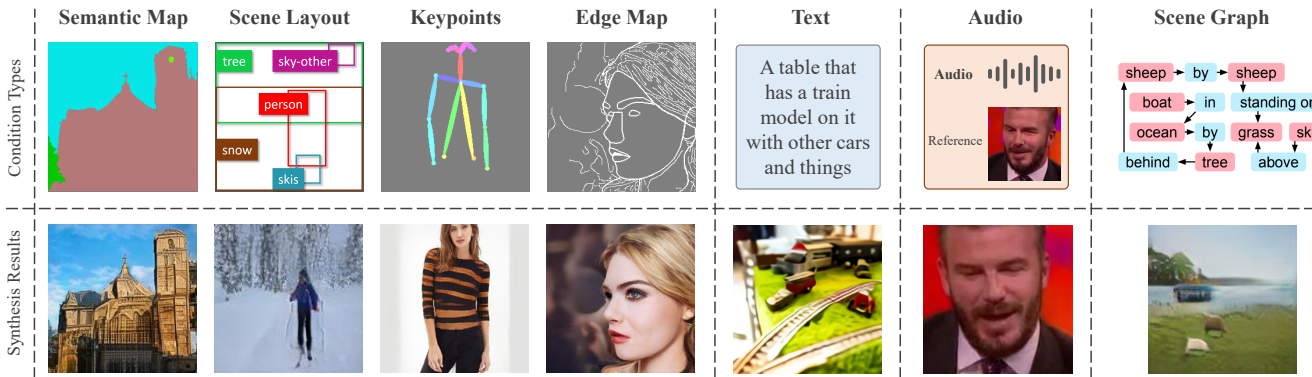 Semantic Map
Scene Layout
Keypoints
Edge Map
Text
Audio
Scene Graph
Condition Types
tree
sky-other
person
snow
skis
A table that
has a train
model on it
with other cars
and things
Audio
Reference
sheep by sheep
boat in standing on
ocean by grass
behind tree above
Synthesis Results